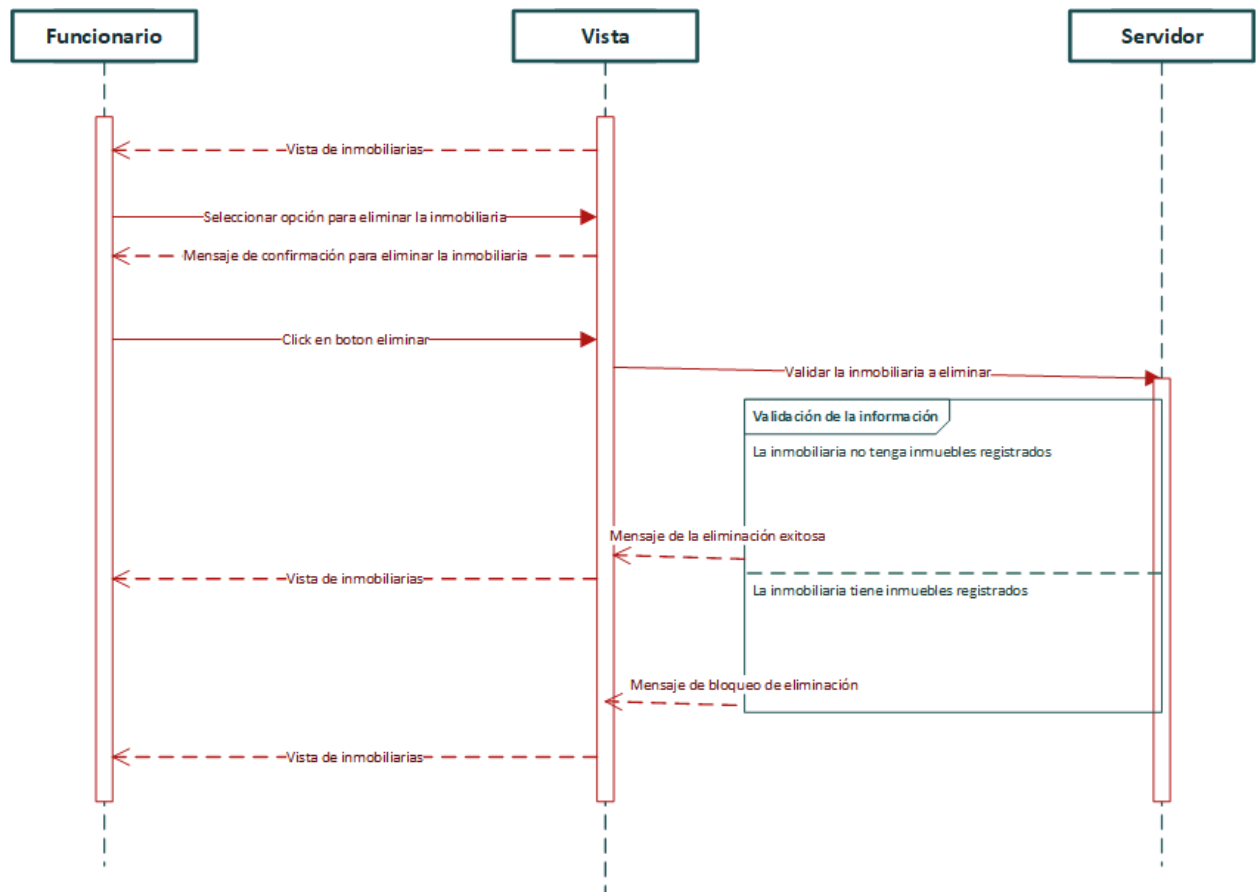 Funcionario
Vista
Servidor
Vista de inmobiliarias
Seleccionar opción para eliminar la inmobiliaria
Mensaje de confirmación para eliminar la inmobiliaria
Click en boton eliminar
Validar la inmobiliaria a eliminar
Validación de la información
La inmobiliaria no tenga inmuebles registrados
Mensaje de la eliminación exitosa
Vista de inmobiliarias
La inmobiliaria tiene inmuebles registrados
Mensaje de bloqueo de eliminación
Vista de inmobiliarias